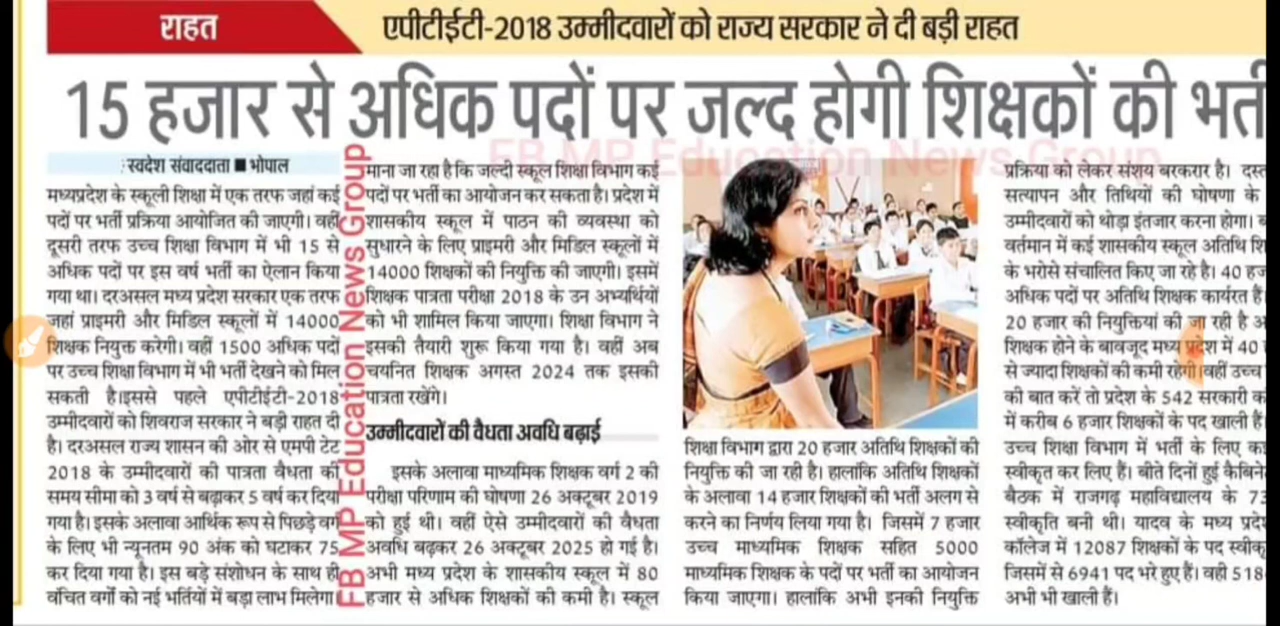 राहत
एपीटीईटी-2018 उम्मीदवारों को राज्य सरकार ने दी बड़ी राहत
15 हजार से अधिक पदों पर जल्द होगी शिक्षकों की भर्ती
स्वदेश संवाददाता ■ भोपाल
मध्यप्रदेश के स्कूली शिक्षा में एक तरफ जहां कई
पदों पर भर्ती प्रक्रिया आयोजित की जाएगी। वहीं
दूसरी तरफ उच्च शिक्षा विभाग में भी 15 से
अधिक पदों पर इस वर्ष भर्ती का ऐलान किया
गया था। दरअसल मध्य प्रदेश सरकार एक तरफ
जहां प्राइमरी और मिडिल स्कूलों में 14000
शिक्षक नियुक्त करेगी। वहीं 1500 अधिक पदों
पर उच्च शिक्षा विभाग में भी भर्ती देखने को मिल
सकती है।इससे पहले एपीटीईटी-2018
उम्मीदवारों को शिवराज सरकार ने बड़ी राहत दी
है। दरअसल राज्य शासन की ओर से एमपी टेट
2018 के उम्मीदवारों की पात्रता वैधता की
समय सीमा को 3 वर्ष से बढ़ाकर 5 वर्ष कर दिया
गया है। इसके अलावा आर्थिक रूप से पिछड़े वर्ग
के लिए भी न्यूनतम 90 अंक को घटाकर 75
कर दिया गया है। इस बड़े संशोधन के साथ ही
वंचित वर्गों को नई भर्तियों में बड़ा लाभ मिलेगा।
FB MP Education News Group
माना जा रहा है कि जल्दी स्कूल शिक्षा विभाग कई
पदों पर भर्ती का आयोजन कर सकता है। प्रदेश में
शासकीय स्कूल में पाठन की व्यवस्था को
सुधारने के लिए प्राइमरी और मिडिल स्कूलों में
14000 शिक्षकों की नियुक्ति की जाएगी। इसमें
शिक्षक पात्रता परीक्षा 2018 के उन अभ्यर्थियों
को भी शामिल किया जाएगा। शिक्षा विभाग ने
इसकी तैयारी शुरू किया गया है। वहीं अब
चयनित शिक्षक अगस्त 2024 तक इसकी
पात्रता रखेंगे।
उम्मीदवारों की वैधता अवधि बढ़ाई
इसके अलावा माध्यमिक शिक्षक वर्ग 2 की
परीक्षा परिणाम की घोषणा 26 अक्टूबर 2019
को हुई थी। वहीं ऐसे उम्मीदवारों की वैधता
अवधि बढ़कर 26 अक्टूबर 2025 हो गई है।
अभी मध्य प्रदेश के शासकीय स्कूल में 80
हजार से अधिक शिक्षकों की कमी है। स्कूल
FB MP Education News Group
शिक्षा विभाग द्वारा 20 हजार अतिथि शिक्षकों की
नियुक्ति की जा रही है। हालांकि अतिथि शिक्षकों
के अलावा 14 हजार शिक्षकों की भर्ती अलग से
करने का निर्णय लिया गया है। जिसमें 7 हजार
उच्च माध्यमिक शिक्षक सहित 5000
माध्यमिक शिक्षक के पदों पर भर्ती का आयोजन
किया जाएगा। हालांकि अभी इनकी नियुक्ति
प्रक्रिया को लेकर संशय बरकरार है।
सत्यापन और तिथियों की घोषणा के
उम्मीदवारों को थोड़ा इंतजार करना होगा।
वर्तमान में कई शासकीय स्कूल अतिथि
के भरोसे संचालित किए जा रहे है। 40
अधिक पदों पर अतिथि शिक्षक कार्यरत हैं
20 हजार की नियुक्तियां की जा रही है
शिक्षक होने के बावजूद मध्य प्रदेश में 40
से ज्यादा शिक्षकों की कमी रहेगी।वहीं उच्च
की बात करें तो प्रदेश के 542 सरकारी
में करीब 6 हजार शिक्षकों के पद खाली हैं
उच्च शिक्षा विभाग में भर्ती के लिए
स्वीकृत कर लिए हैं। बीते दिनों हुई
बैठक में राजगढ़ महाविद्यालय के
स्वीकृति बनी थी। यादव के मध्य
कॉलेज में 12087 शिक्षकों के पद
जिसमें से 6941 पद भरे हुए हैं। वही
अभी भी खाली हैं।